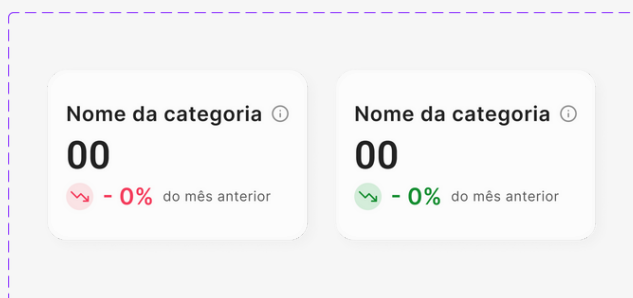 Nome da categoria
00
- 0% do mês anterior
Nome da categoria
00
- 0% do mês anterior